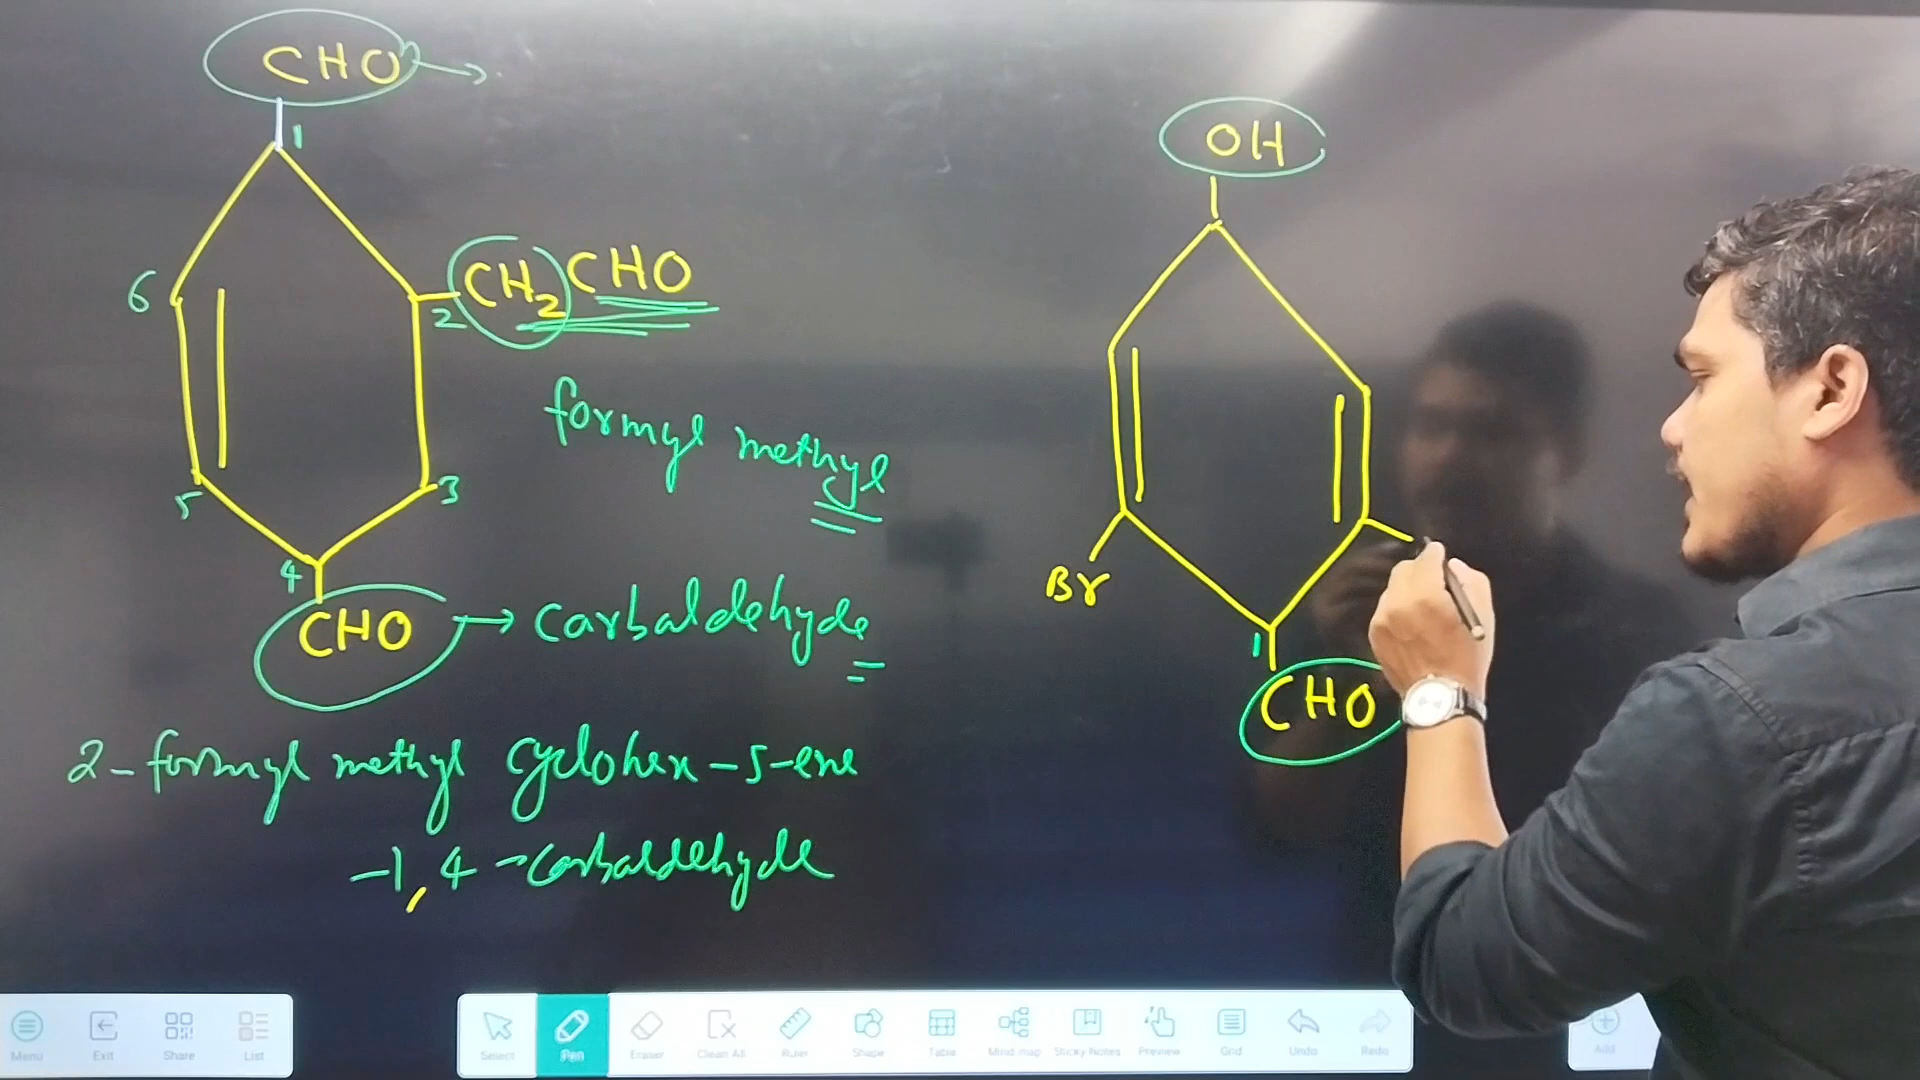 CHO
1
6
CH2CHO
2
formyl methyl
5
3
4
CHO → carbaldehyde
2-formyl methyl cyclohex-5-ene
-1,4-carbaldehyde
OH
Br
1
CHO
Menu
Exit
Share
List
Select
Pen
Eraser
Clean All
Ruler
Shape
Table
Mind map
Sticky Notes
Preview
Grid
Undo
Redo
Add